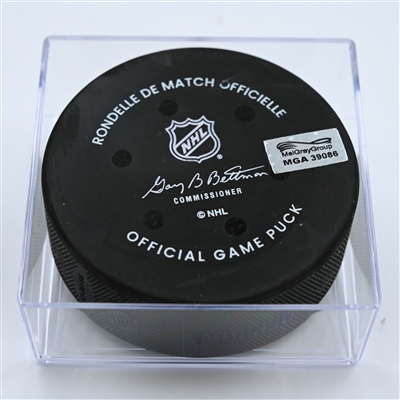 RONDELLE DE MATCH OFFICIELLE
NHL
MeiGrayGroup
MGA 39086
Gary B Bettman
COMMISSIONER
© NHL
OFFICIAL GAME PUCK